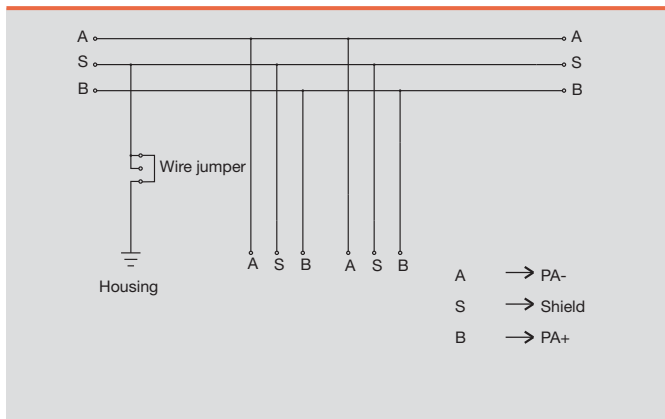 A A
S S
B B
Wire jumper
A S B A S B
Housing
A → PA-
S → Shield
B → PA+